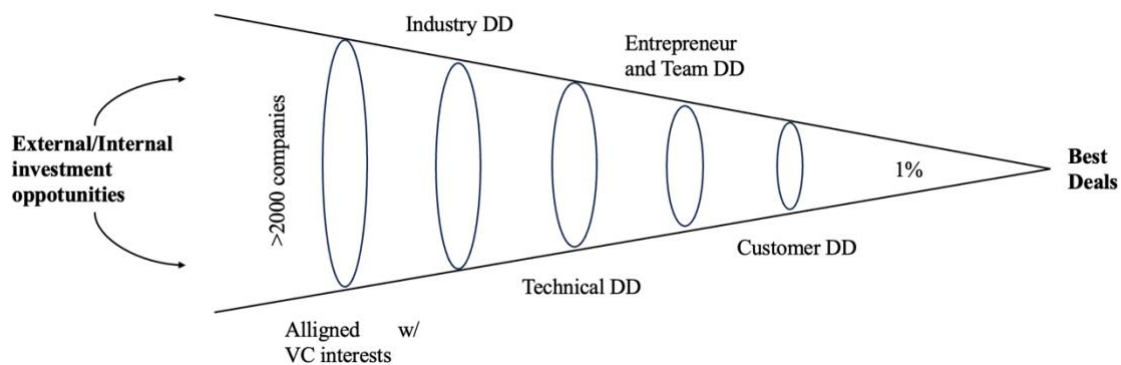 Industry DD
Entrepreneur
and Team DD
External/Internal
investment
oppotunities
>2000 companies
1%
Best
Deals
Customer DD
Technical DD
Alligned w/
VC interests